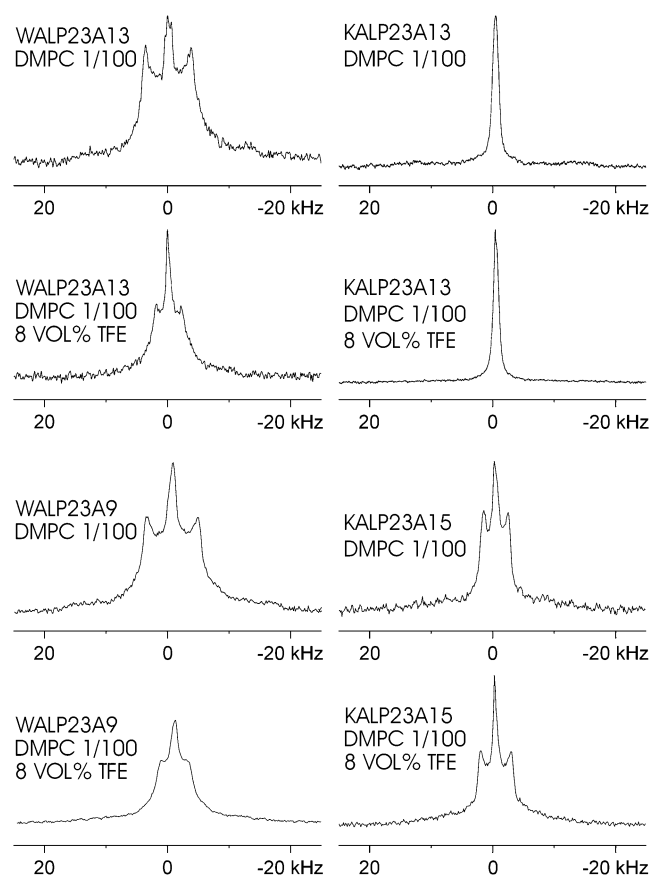 WALP23A13
DMPC 1/100
20 0 -20 kHz
KALP23A13
DMPC 1/100
20 0 -20 kHz
WALP23A13
DMPC 1/100
8 VOL% TFE
20 0 -20 kHz
KALP23A13
DMPC 1/100
8 VOL% TFE
20 0 -20 kHz
WALP23A9
DMPC 1/100
20 0 -20 kHz
KALP23A15
DMPC 1/100
20 0 -20 kHz
WALP23A9
DMPC 1/100
8 VOL% TFE
20 0 -20 kHz
KALP23A15
DMPC 1/100
8 VOL% TFE
20 0 -20 kHz